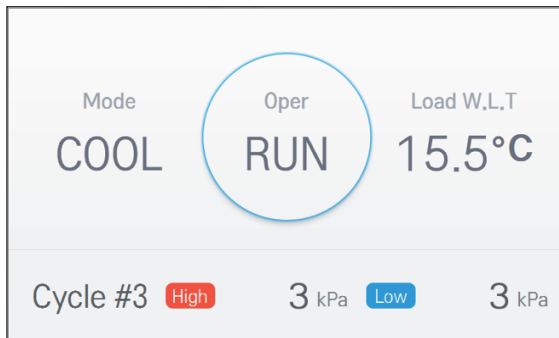 Mode Oper Load W.L.T
COOL RUN 15.5°C
Cycle #3 High 3 kPa Low 3 kPa